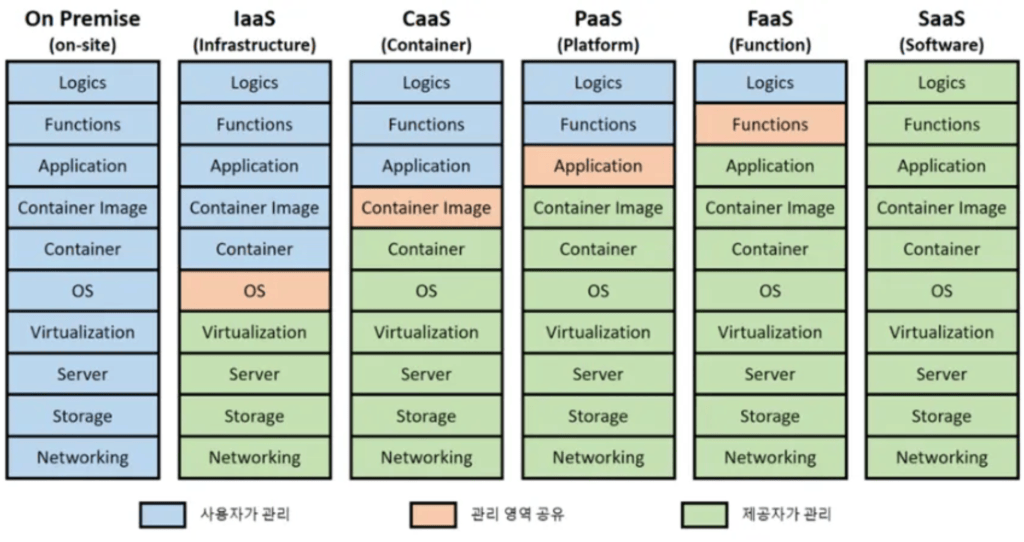 On Premise IaaS CaaS PaaS FaaS SaaS
(on-site) (Infrastructure) (Container) (Platform) (Function) (Software)
Logics Logics Logics Logics Logics Logics
Functions Functions Functions Functions Functions Functions
Application Application Application Application Application Application
Container Image Container Image Container Image Container Image Container Image Container Image
Container Container Container Container Container Container
OS OS OS OS OS OS
Virtualization Virtualization Virtualization Virtualization Virtualization Virtualization
Server Server Server Server Server Server
Storage Storage Storage Storage Storage Storage
Networking Networking Networking Networking Networking Networking
사용자가 관리 관리 영역 공유 제공자가 관리